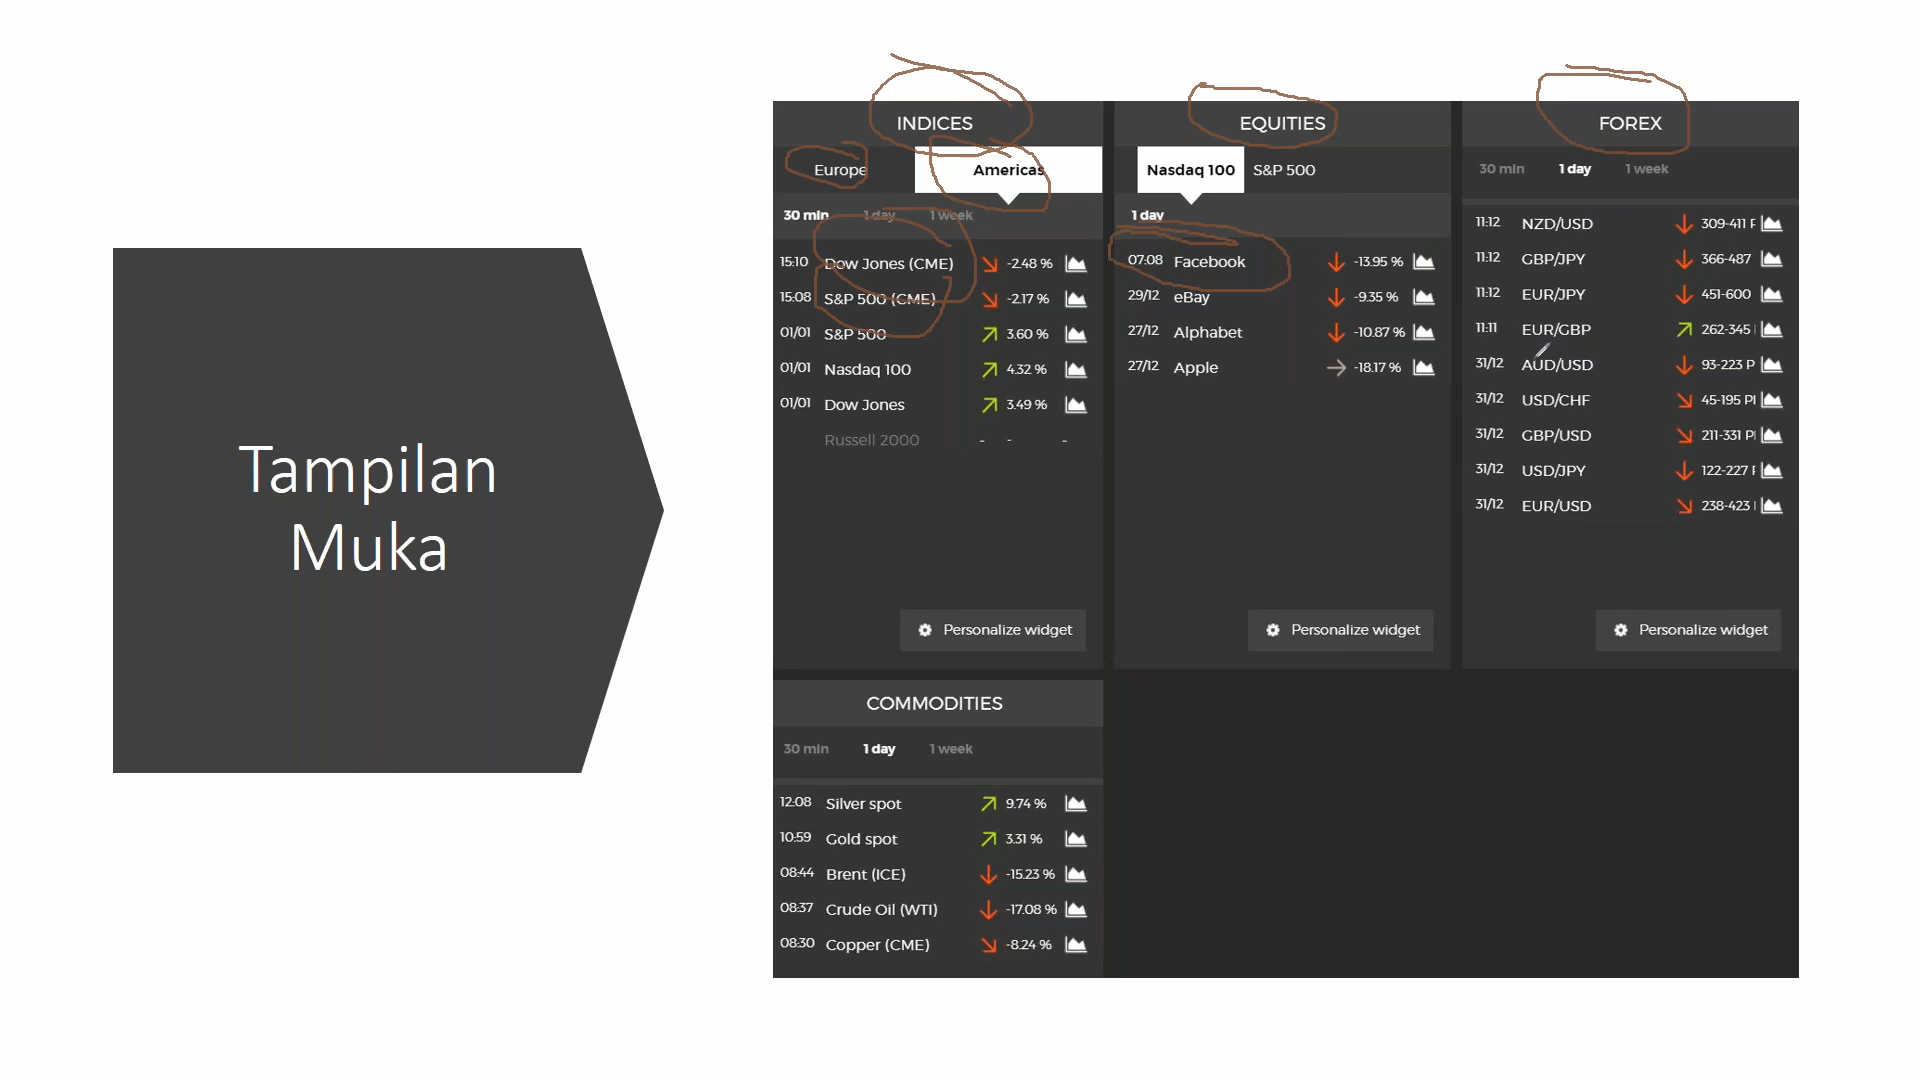 Tampilan
Muka
INDICES
Europe
Americas
30 min 1 day 1 week
15:10 Dow Jones (CME) -2.48 %
15:08 S&P 500 (CME) -2.17 %
01/01 S&P 500 3.60 %
01/01 Nasdaq 100 4.32 %
01/01 Dow Jones 3.49 %
Russell 2000 - - -
Personalize widget
EQUITIES
Nasdaq 100 S&P 500
1 day
07:08 Facebook -13.95 %
29/12 eBay -9.35 %
27/12 Alphabet -10.87 %
27/12 Apple -18.17 %
Personalize widget
FOREX
30 min 1 day 1 week
11:12 NZD/USD 309-411 P
11:12 GBP/JPY 366-487
11:12 EUR/JPY 451-600
11:11 EUR/GBP 262-345
31/12 AUD/USD 93-223 P
31/12 USD/CHF 45-195 PI
31/12 GBP/USD 211-331 P
31/12 USD/JPY 122-227
31/12 EUR/USD 238-423
Personalize widget
COMMODITIES
30 min 1 day 1 week
12:08 Silver spot 9.74 %
10:59 Gold spot 3.31 %
08:44 Brent (ICE) -15.23 %
08:37 Crude Oil (WTI) -17.08 %
08:30 Copper (CME) -8.24 %